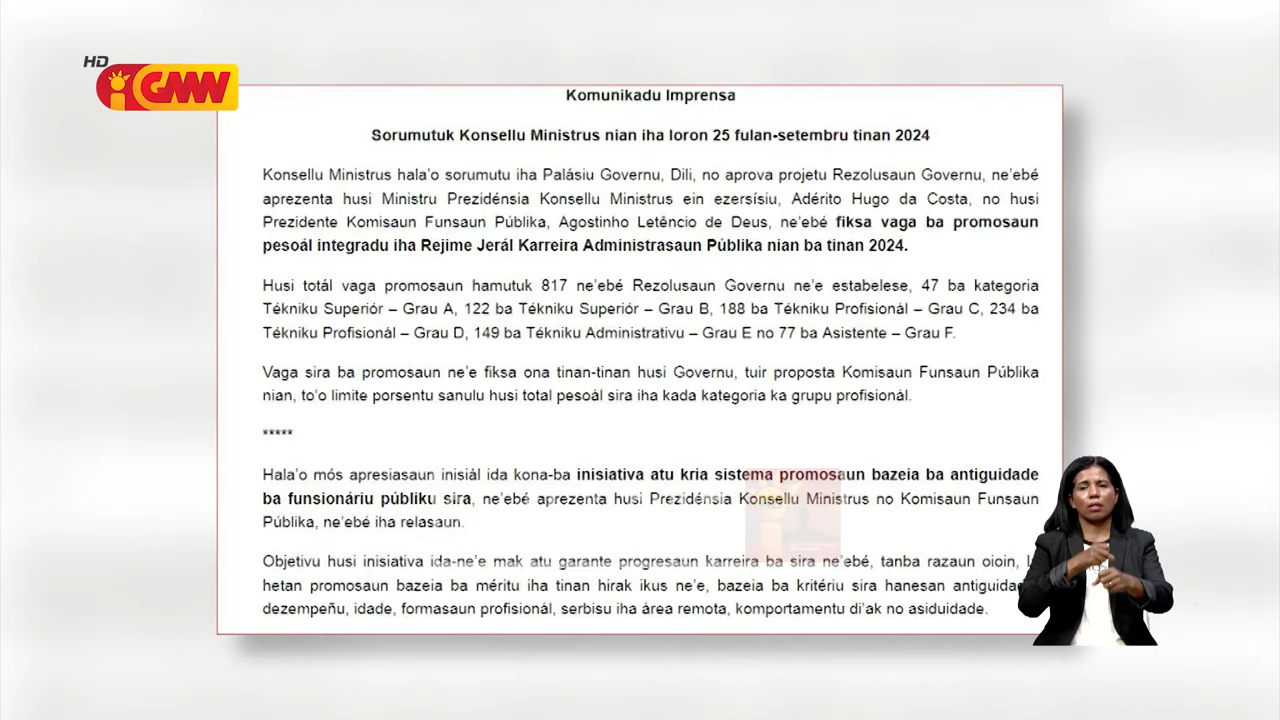 HD
GMN
Komunikadu Imprensa
Sorumutuk Konsellu Ministrus nian iha loron 25 fulan-setembru tinan 2024
Konsellu Ministrus hala'o sorumutu iha Palásiu Governu, Dili, no aprova projetu Rezolusaun Governu, ne'ebé
aprezenta husi Ministru Prezidénsia Konsellu Ministrus ein ezersísiu, Adérito Hugo da Costa, no husi
Prezidente Komisaun Funsaun Públika, Agostinho Letêncio de Deus, ne'ebé fiksa vaga ba promosaun
pesoál integradu iha Rejime Jerál Karreira Administrasaun Públika nian ba tinan 2024.
Husi totál vaga promosaun hamutuk 817 ne'ebé Rezolusaun Governu ne'e estabelese, 47 ba kategoria
Tékniku Superiór – Grau A, 122 ba Tékniku Superiór – Grau B, 188 ba Tékniku Profisionál – Grau C, 234 ba
Tékniku Profisionál – Grau D, 149 ba Tékniku Administrativu – Grau E no 77 ba Asistente – Grau F.
Vaga sira ba promosaun ne'e fiksa ona tinan-tinan husi Governu, tuir proposta Komisaun Funsaun Públika
nian, to'o limite porsentu sanulu husi total pesoál sira iha kada kategoria ka grupu profisionál.
*****
Hala'o mós apresiasaun inisiál ida kona-ba inisiativa atu kria sistema promosaun bazeia ba antiguidade
ba funsionáriu públiku sira, ne'ebé aprezenta husi Prezidénsia Konsellu Ministrus no Komisaun Funsaun
Públika, ne'ebé iha relasaun.
Objetivu husi inisiativa ida-ne'e mak atu garante progresaun karreira ba sira ne'ebé, tanba razaun oioin,
hetan promosaun bazeia ba méritu iha tinan hirak ikus ne'e, bazeia ba kritériu sira hanesan
dezempeñu, idade, formasaun profisionál, serbisu iha área remota, komportamentu di'ak no asiduidade.